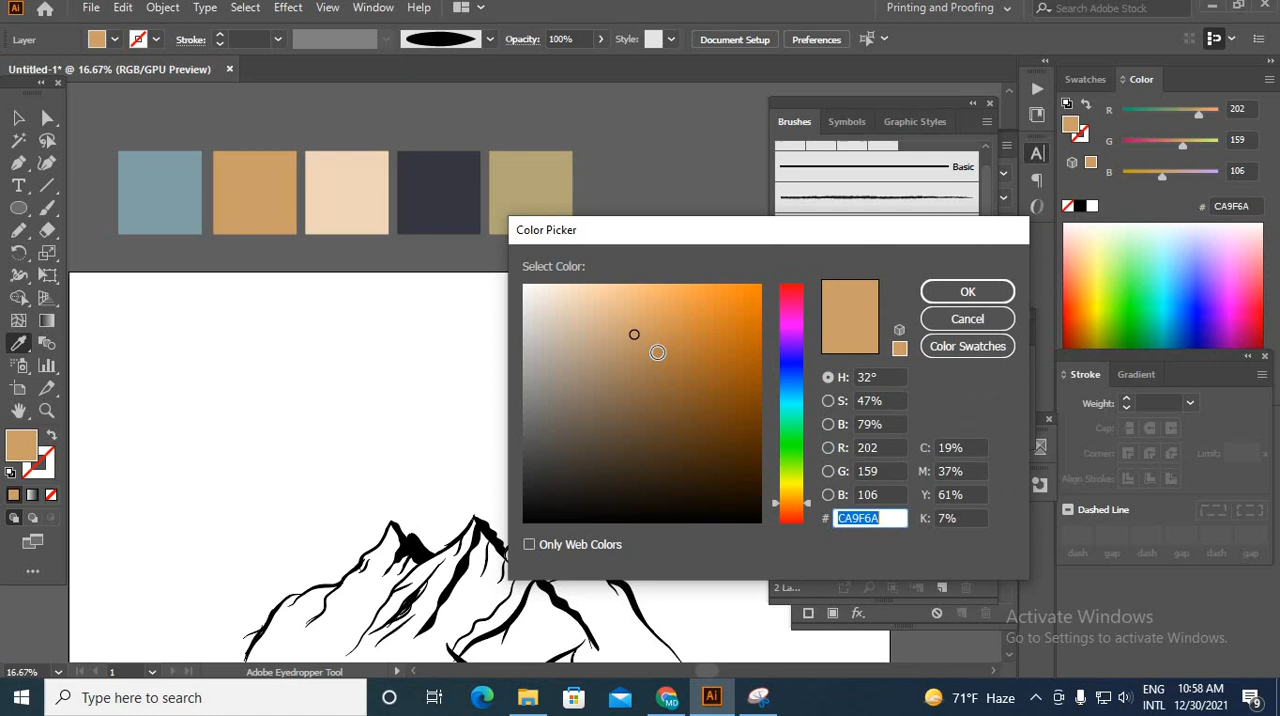 Ai File Edit Object Type Select Effect View Window Help Printing and Proofing Search Adobe Stock
Layer Stroke: Opacity: 100% Style: Document Setup Preferences
Untitled-1* @ 16.67% (RGB/GPU Preview)
Swatches Color
R 202
G 159
B 106
# CA9F6A
Brushes Symbols Graphic Styles
Basic
Color Picker
Select Color:
OK
Cancel
Color Swatches
H: 32°
S: 47%
B: 79%
R: 202 C: 19%
G: 159 M: 37%
B: 106 Y: 61%
# CA9F6A K: 7%
Only Web Colors
Stroke Gradient
Weight:
Cap:
Corner: Limit: x
Align Stroke:
Dashed Line
dash gap dash gap dash gap
2 La...
fx
Activate Windows
Go to Settings to activate Windows.
16.67% 1 Adobe Eyedropper Tool
Type here to search MD Ai 71°F Haze ENG 10:58 AM
INTL 12/30/2021 9